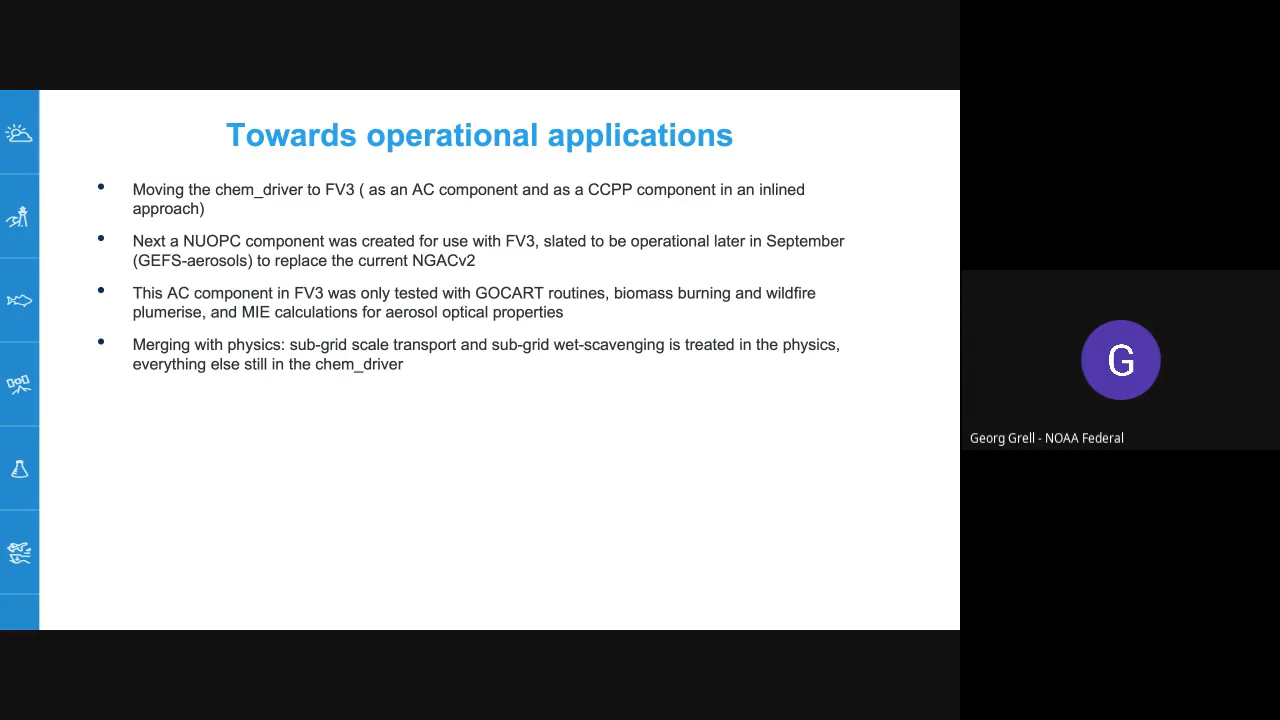 Towards operational applications
• Moving the chem_driver to FV3 ( as an AC component and as a CCPP component in an inlined
approach)
• Next a NUOPC component was created for use with FV3, slated to be operational later in September
(GEFS-aerosols) to replace the current NGACv2
• This AC component in FV3 was only tested with GOCART routines, biomass burning and wildfire
plumerise, and MIE calculations for aerosol optical properties
• Merging with physics: sub-grid scale transport and sub-grid wet-scavenging is treated in the physics,
everything else still in the chem_driver
G
Georg Grell - NOAA Federal